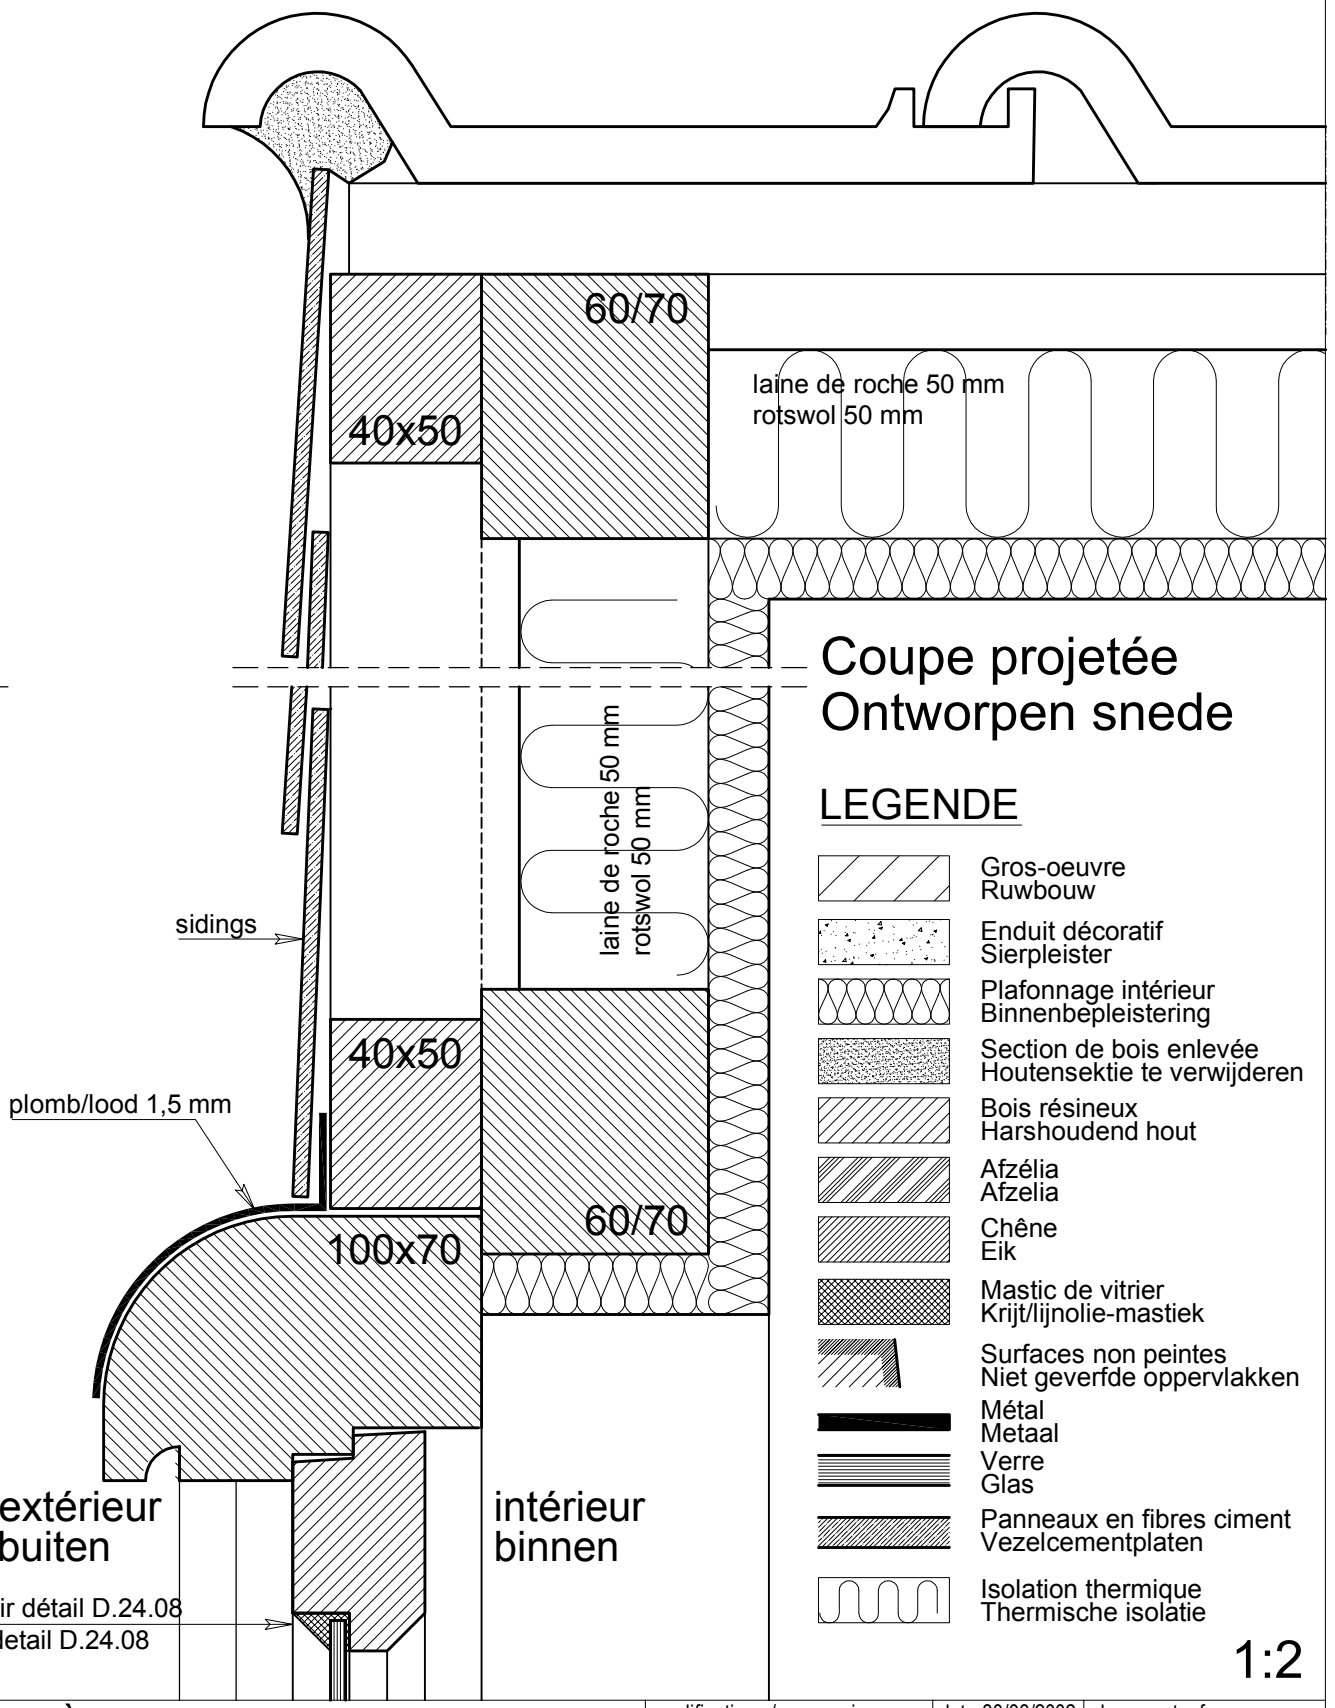 60/70
40x50
laine de roche 50 mm
rotswol 50 mm
Coupe projetée
Ontworpen snede
laine de roche 50 mm
rotswol 50 mm
LEGENDE
Gros-oeuvre
Ruwbouw
sidings
Enduit décoratif
Sierpleister
Plafonnage intérieur
Binnenbepleistering
40x50
Section de bois enlevée
Houtensektie te verwijderen
plomb/lood 1,5 mm
Bois résineux
Harshoudend hout
Afzélia
Afzelia
60/70
100x70
Chêne
Eik
Mastic de vitrier
Krijt/lijnolie-mastiek
Surfaces non peintes
Niet geverfde oppervlakken
Métal
Metaal
Verre
Glas
extérieur
buiten
intérieur
binnen
Panneaux en fibres ciment
Vezelcementplaten
Isolation thermique
Thermische isolatie
ir détail D.24.08
detail D.24.08
1:2